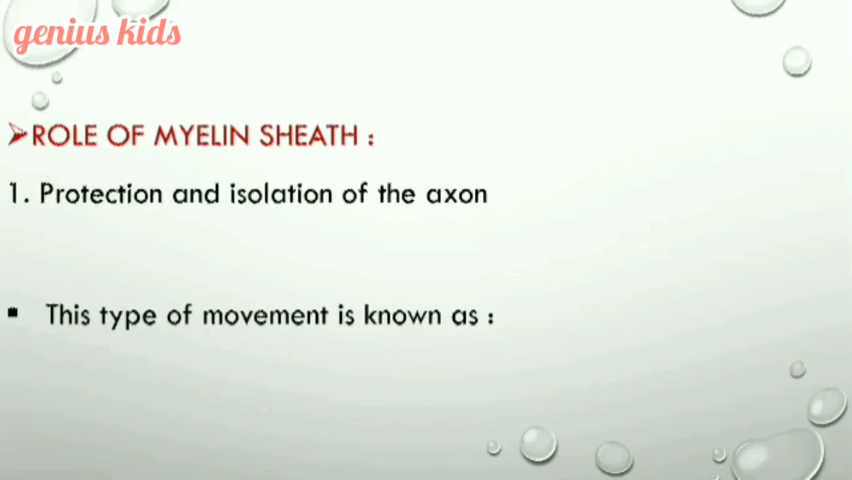 genius kids
ROLE OF MYELIN SHEATH :
1. Protection and isolation of the axon
This type of movement is known as :